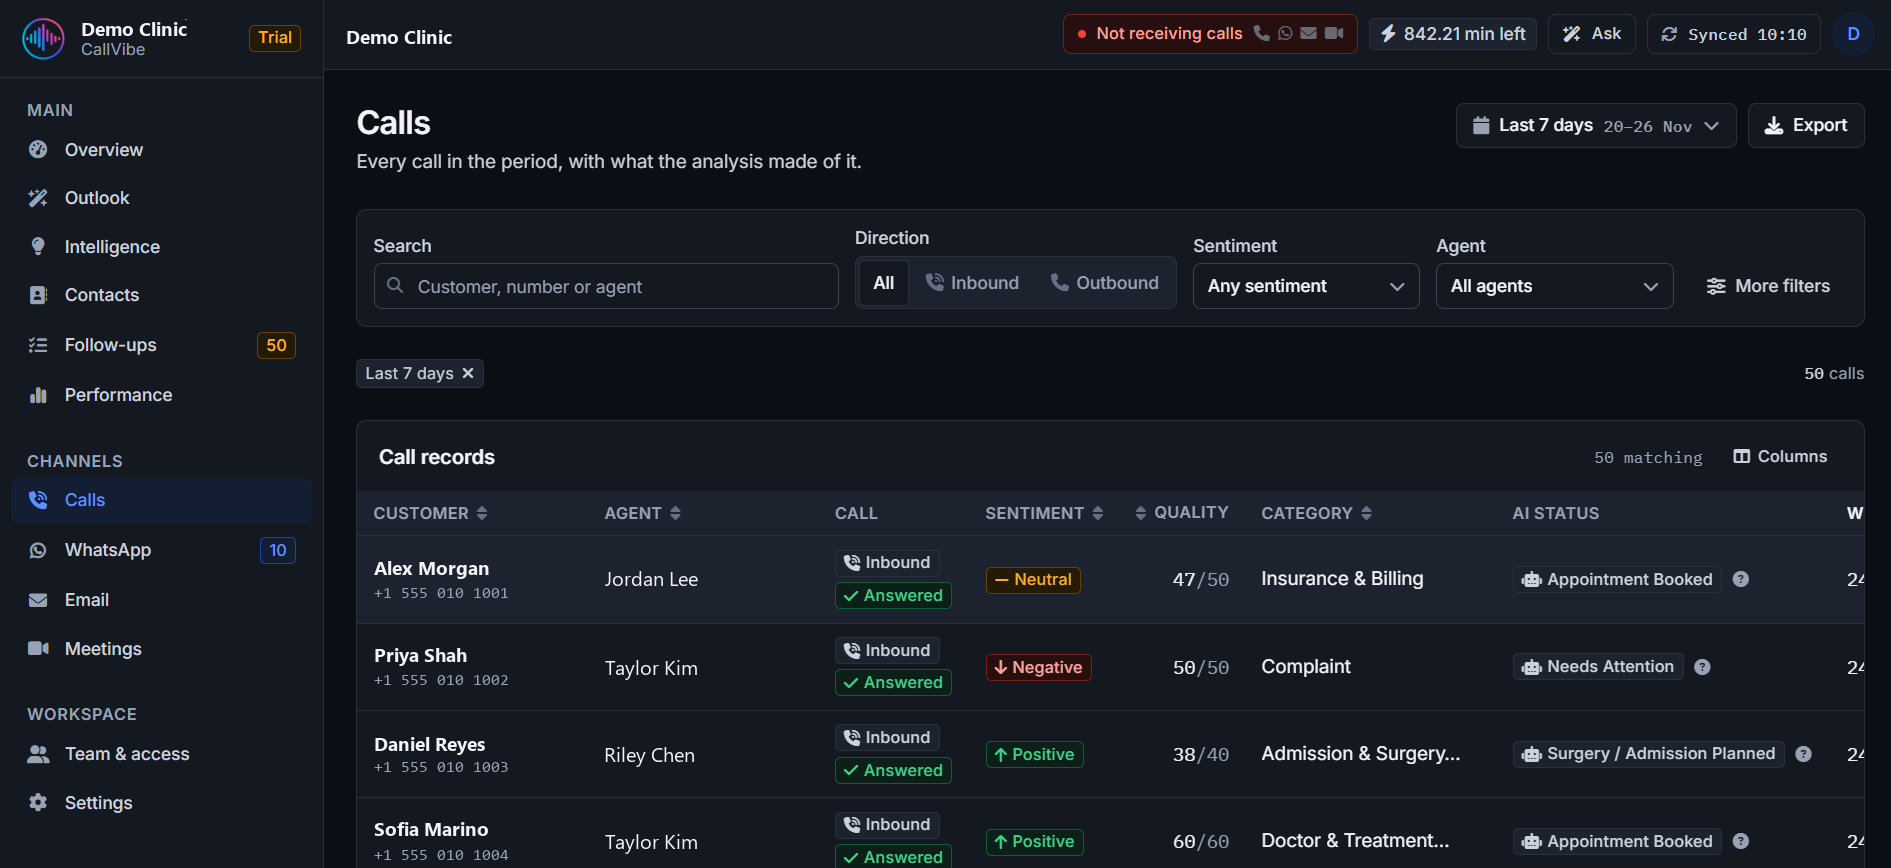 Demo Clinic
CallVibe
Trial
Demo Clinic
Not receiving calls
842.21 min left
Ask
Synced 10:10
D
MAIN
Overview
Outlook
Intelligence
Contacts
Follow-ups 50
Performance
CHANNELS
Calls
WhatsApp 10
Email
Meetings
WORKSPACE
Team & access
Settings
Calls
Every call in the period, with what the analysis made of it.
Last 7 days 20–26 Nov
Export
Search
Customer, number or agent
Direction
All Inbound Outbound
Sentiment
Any sentiment
Agent
All agents
More filters
Last 7 days ✕
50 calls
Call records
50 matching
Columns
CUSTOMER AGENT CALL SENTIMENT QUALITY CATEGORY AI STATUS W
Alex Morgan
+1 555 010 1001
Jordan Lee
Inbound
Answered
Neutral
47/50
Insurance & Billing
Appointment Booked ?
24
Priya Shah
+1 555 010 1002
Taylor Kim
Inbound
Answered
Negative
50/50
Complaint
Needs Attention ?
24
Daniel Reyes
+1 555 010 1003
Riley Chen
Inbound
Answered
Positive
38/40
Admission & Surgery...
Surgery / Admission Planned ?
24
Sofia Marino
+1 555 010 1004
Taylor Kim
Inbound
Answered
Positive
60/60
Doctor & Treatment...
Appointment Booked ?
24